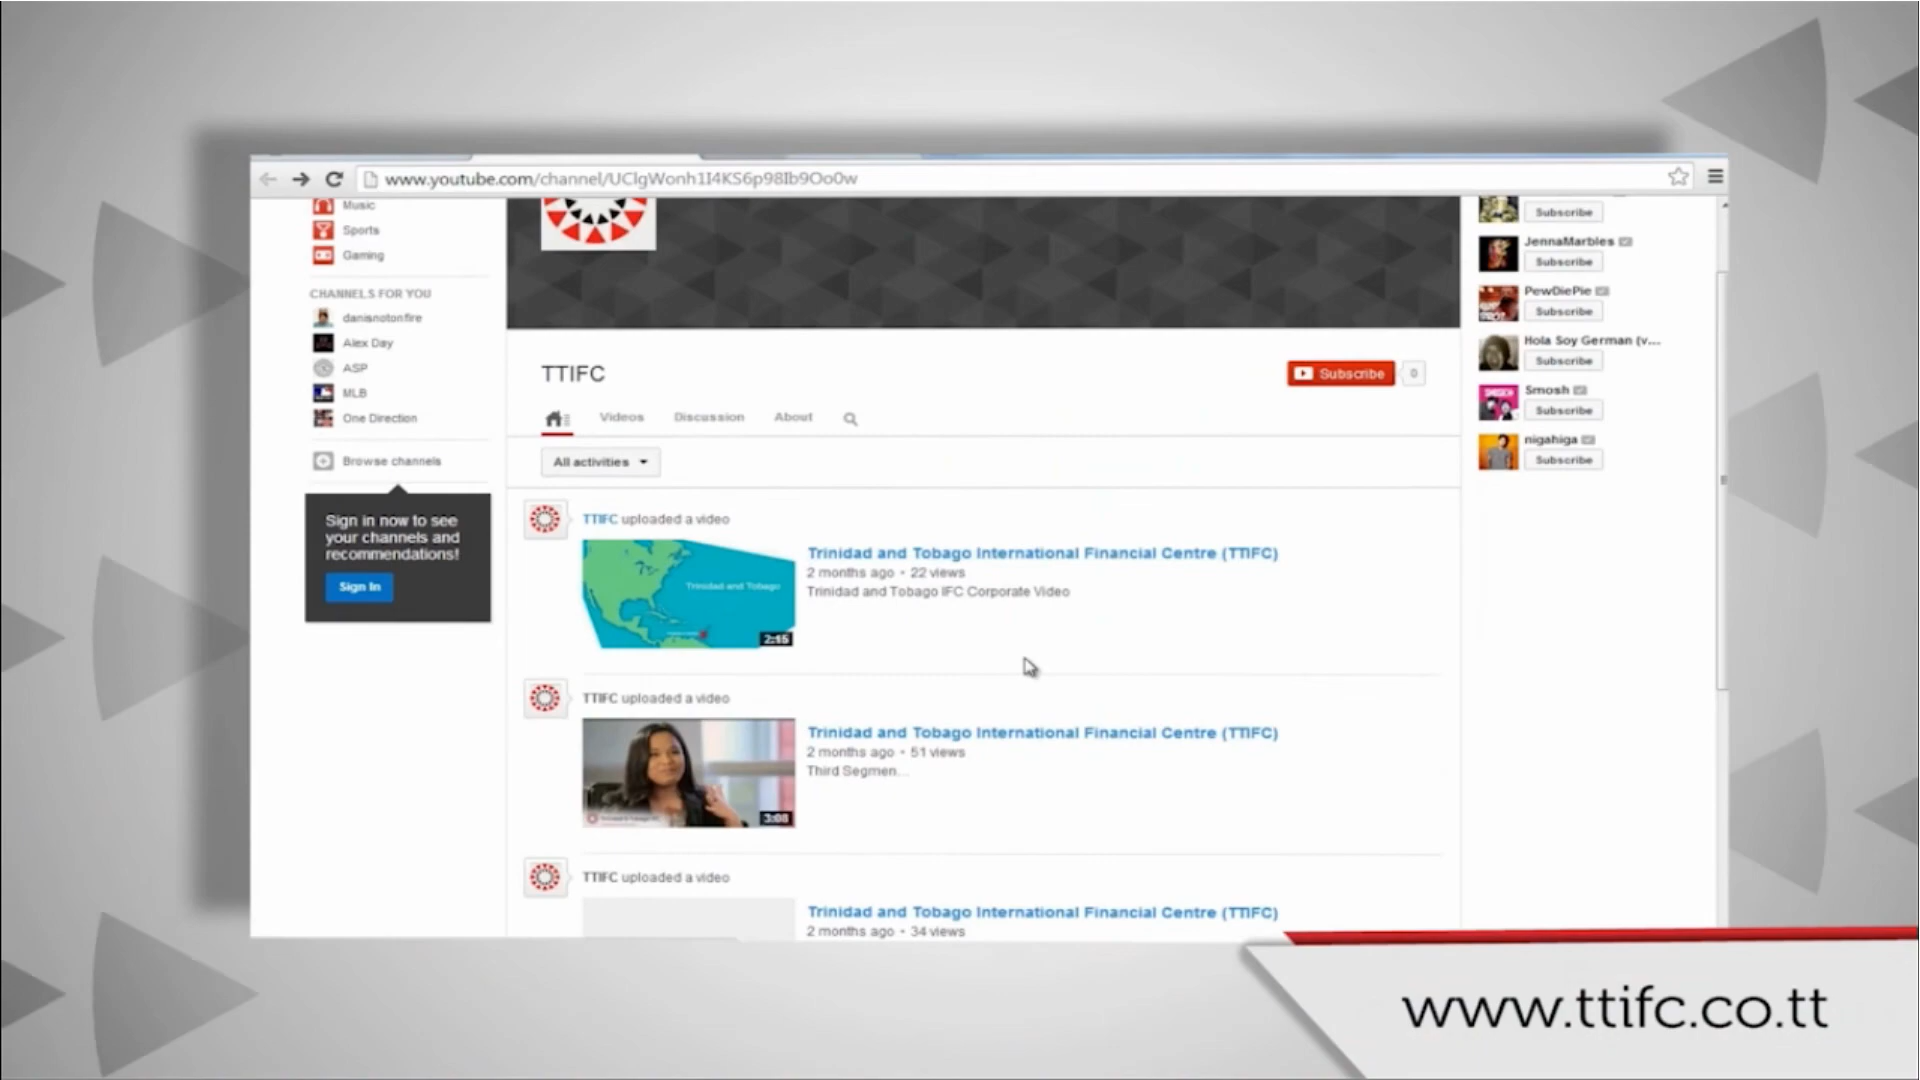 www.youtube.com/channel/UClgWonh1I4KS6p98Ib9Oo0w
Music
Sports
Gaming
CHANNELS FOR YOU
danisnotonfire
Alex Day
ASP
MLB
One Direction
Browse channels
Sign in now to see
your channels and
recommendations!
Sign In
TTIFC
Subscribe 0
Videos Discussion About
All activities
TTIFC uploaded a video
Trinidad and Tobago
2:15
Trinidad and Tobago International Financial Centre (TTIFC)
2 months ago • 22 views
Trinidad and Tobago IFC Corporate Video
TTIFC uploaded a video
3:08
Trinidad and Tobago International Financial Centre (TTIFC)
2 months ago • 51 views
Third Segmen...
TTIFC uploaded a video
Trinidad and Tobago International Financial Centre (TTIFC)
2 months ago • 34 views
Subscribe
JennaMarbles
Subscribe
PewDiePie
Subscribe
Hola Soy German (v...
Subscribe
Smosh
Subscribe
nigahiga
Subscribe
www.ttifc.co.tt